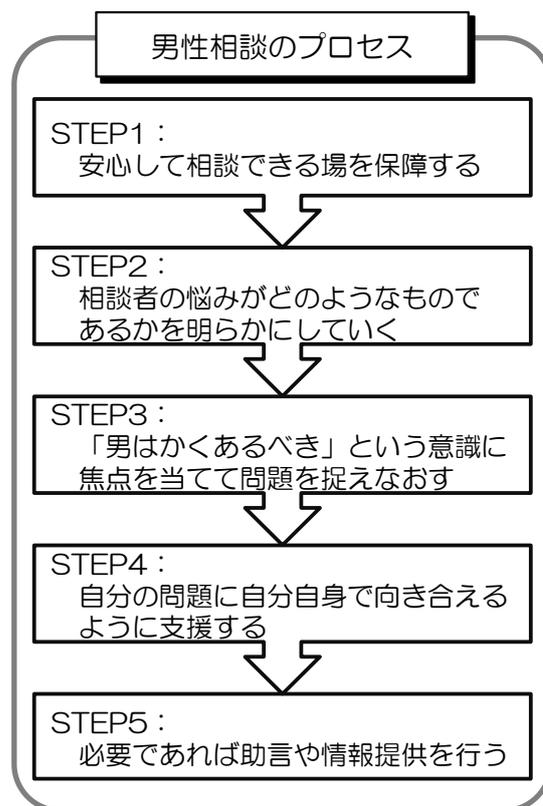 男性相談のプロセス
STEP1：
安心して相談できる場を保障する
STEP2：
相談者の悩みがどのようなもので
あるかを明らかにしていく
STEP3：
「男はかくあるべき」という意識に
焦点を当てて問題を捉えなおす
STEP4：
自分の問題に自分自身で向き合える
ように支援する
STEP5：
必要であれば助言や情報提供を行う